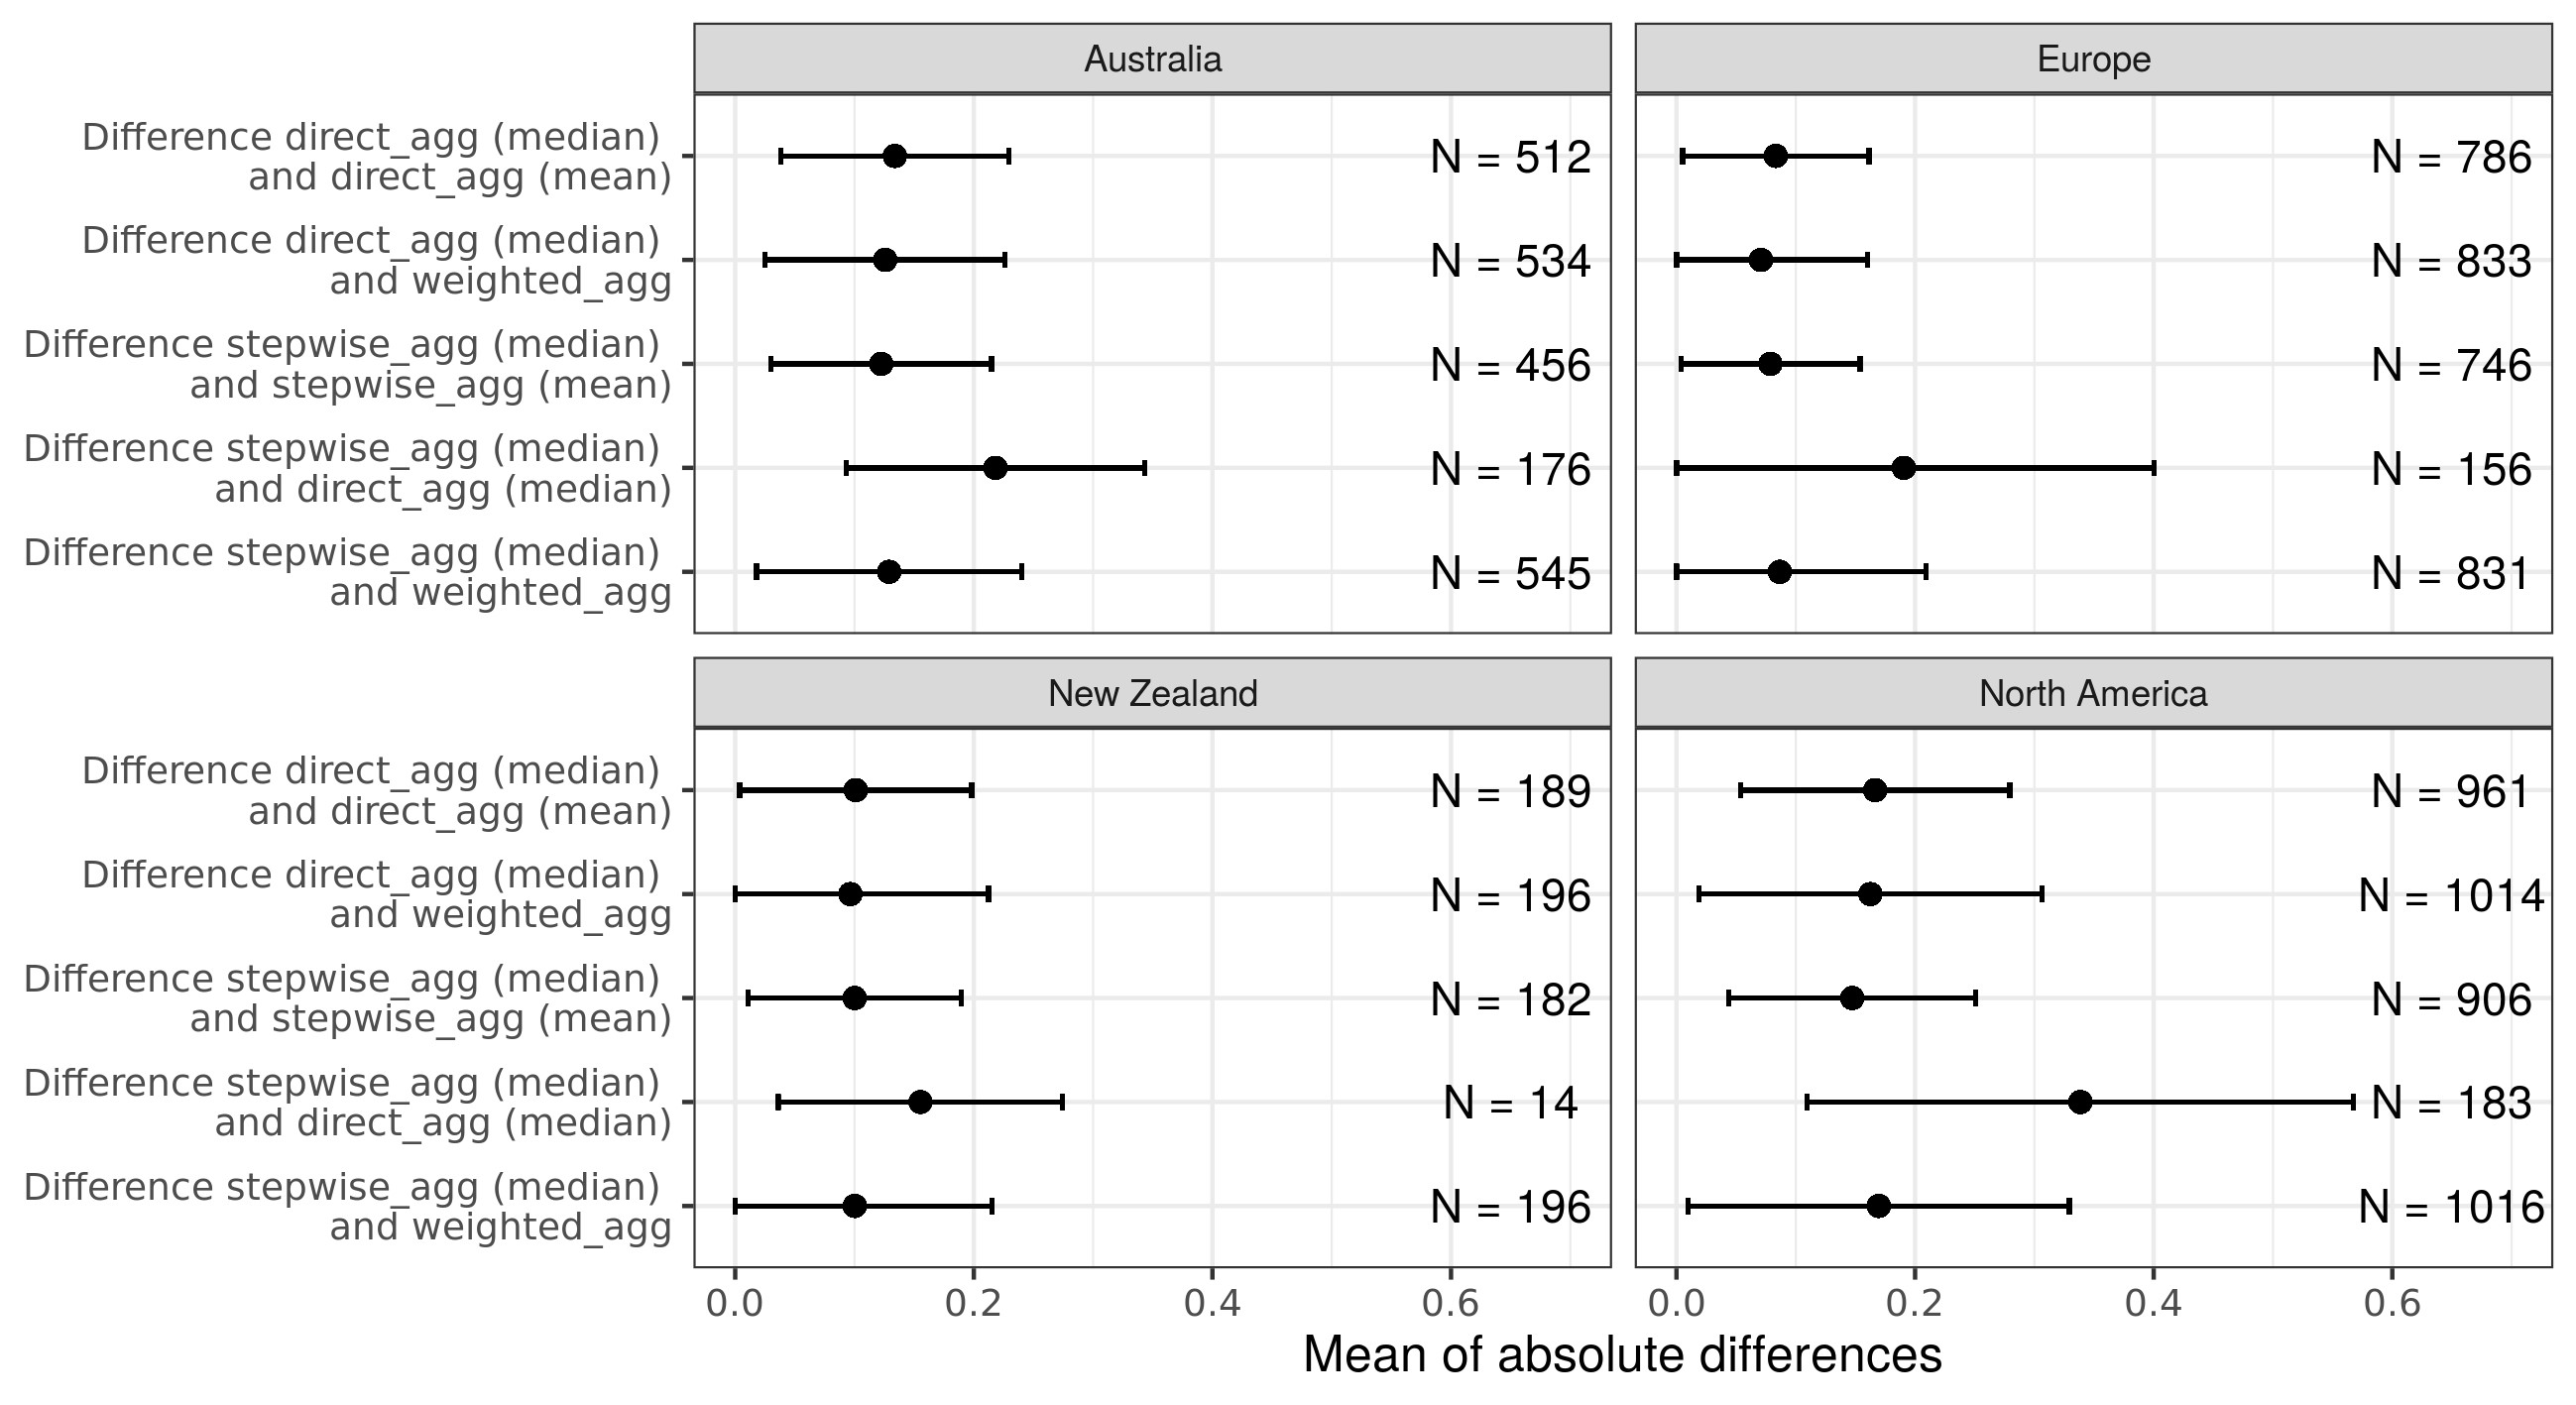 Australia
Europe
Difference direct_agg (median)
and direct_agg (mean)
N = 512
N = 786
Difference direct_agg (median)
and weighted_agg
N = 534
N = 833
Difference stepwise_agg (median)
and stepwise_agg (mean)
N = 456
N = 746
Difference stepwise_agg (median)
and direct_agg (median)
N = 176
N = 156
Difference stepwise_agg (median)
and weighted_agg
N = 545
N = 831
New Zealand
North America
Difference direct_agg (median)
and direct_agg (mean)
N = 189
N = 961
Difference direct_agg (median)
and weighted_agg
N = 196
N = 1014
Difference stepwise_agg (median)
and stepwise_agg (mean)
N = 182
N = 906
Difference stepwise_agg (median)
and direct_agg (median)
N = 14
N = 183
Difference stepwise_agg (median)
and weighted_agg
N = 196
N = 1016
0.0 0.2 0.4 0.6
0.0 0.2 0.4 0.6
Mean of absolute differences